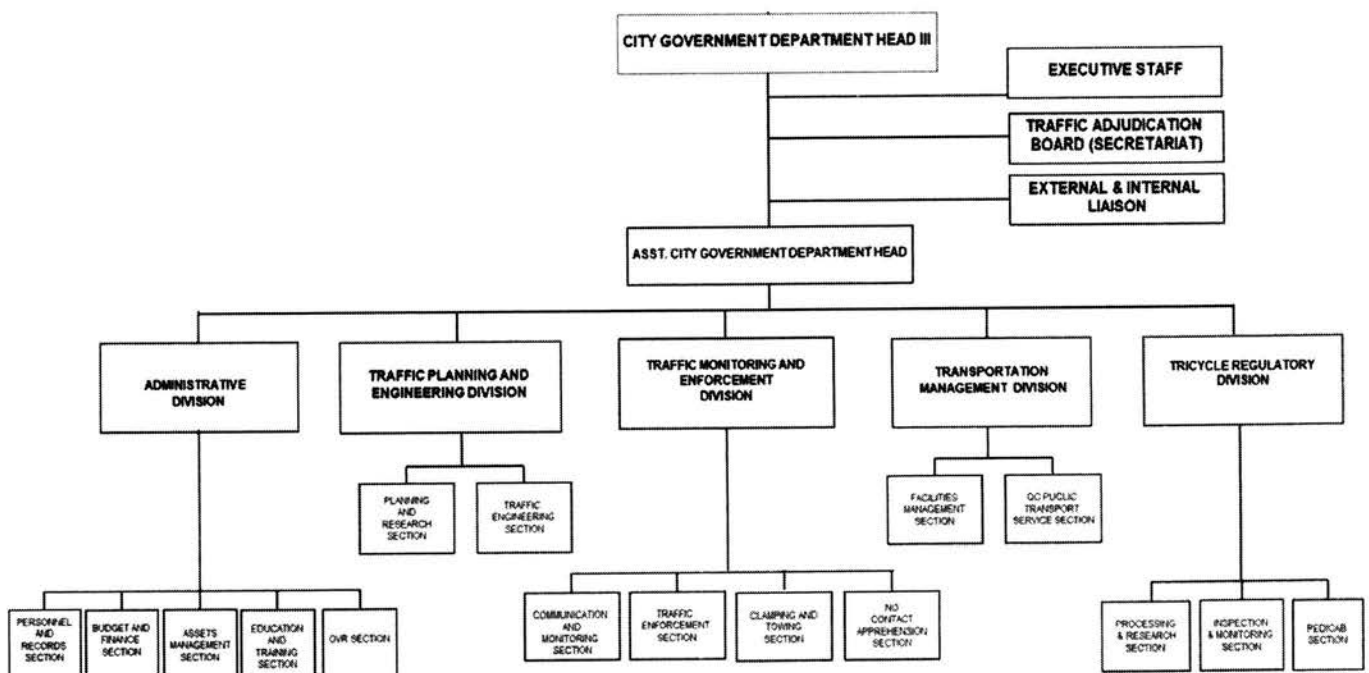 CITY GOVERNMENT DEPARTMENT HEAD III
EXECUTIVE STAFF
TRAFFIC ADJUDICATION
BOARD (SECRETARIAT)
EXTERNAL & INTERNAL
LIAISON
ASST. CITY GOVERNMENT DEPARTMENT HEAD
ADMINISTRATIVE
DIVISION
TRAFFIC PLANNING AND
ENGINEERING DIVISION
TRAFFIC MONITORING AND
ENFORCEMENT
DIVISION
TRANSPORTATION
MANAGEMENT DIVISION
TRICYCLE REGULATORY
DIVISION
PLANNING
AND
RESEARCH
SECTION
TRAFFIC
ENGINEERING
SECTION
FACILITIES
MANAGEMENT
SECTION
QC PUCLIC
TRANSPORT
SERVICE SECTION
PERSONNEL
AND
RECORDS
SECTION
BUDGET AND
FINANCE
SECTION
ASSETS
MANAGEMENT
SECTION
EDUCATION
AND
TRAINING
SECTION
OVR SECTION
COMMUNICATION
AND
MONITORING
SECTION
TRAFFIC
ENFORCEMENT
SECTION
CLAMPING AND
TOWING
SECTION
NO
CONTACT
APPREHENSION
SECTION
PROCESSING
& RESEARCH
SECTION
INSPECTION
& MONITORING
SECTION
PEDICAB
SECTION